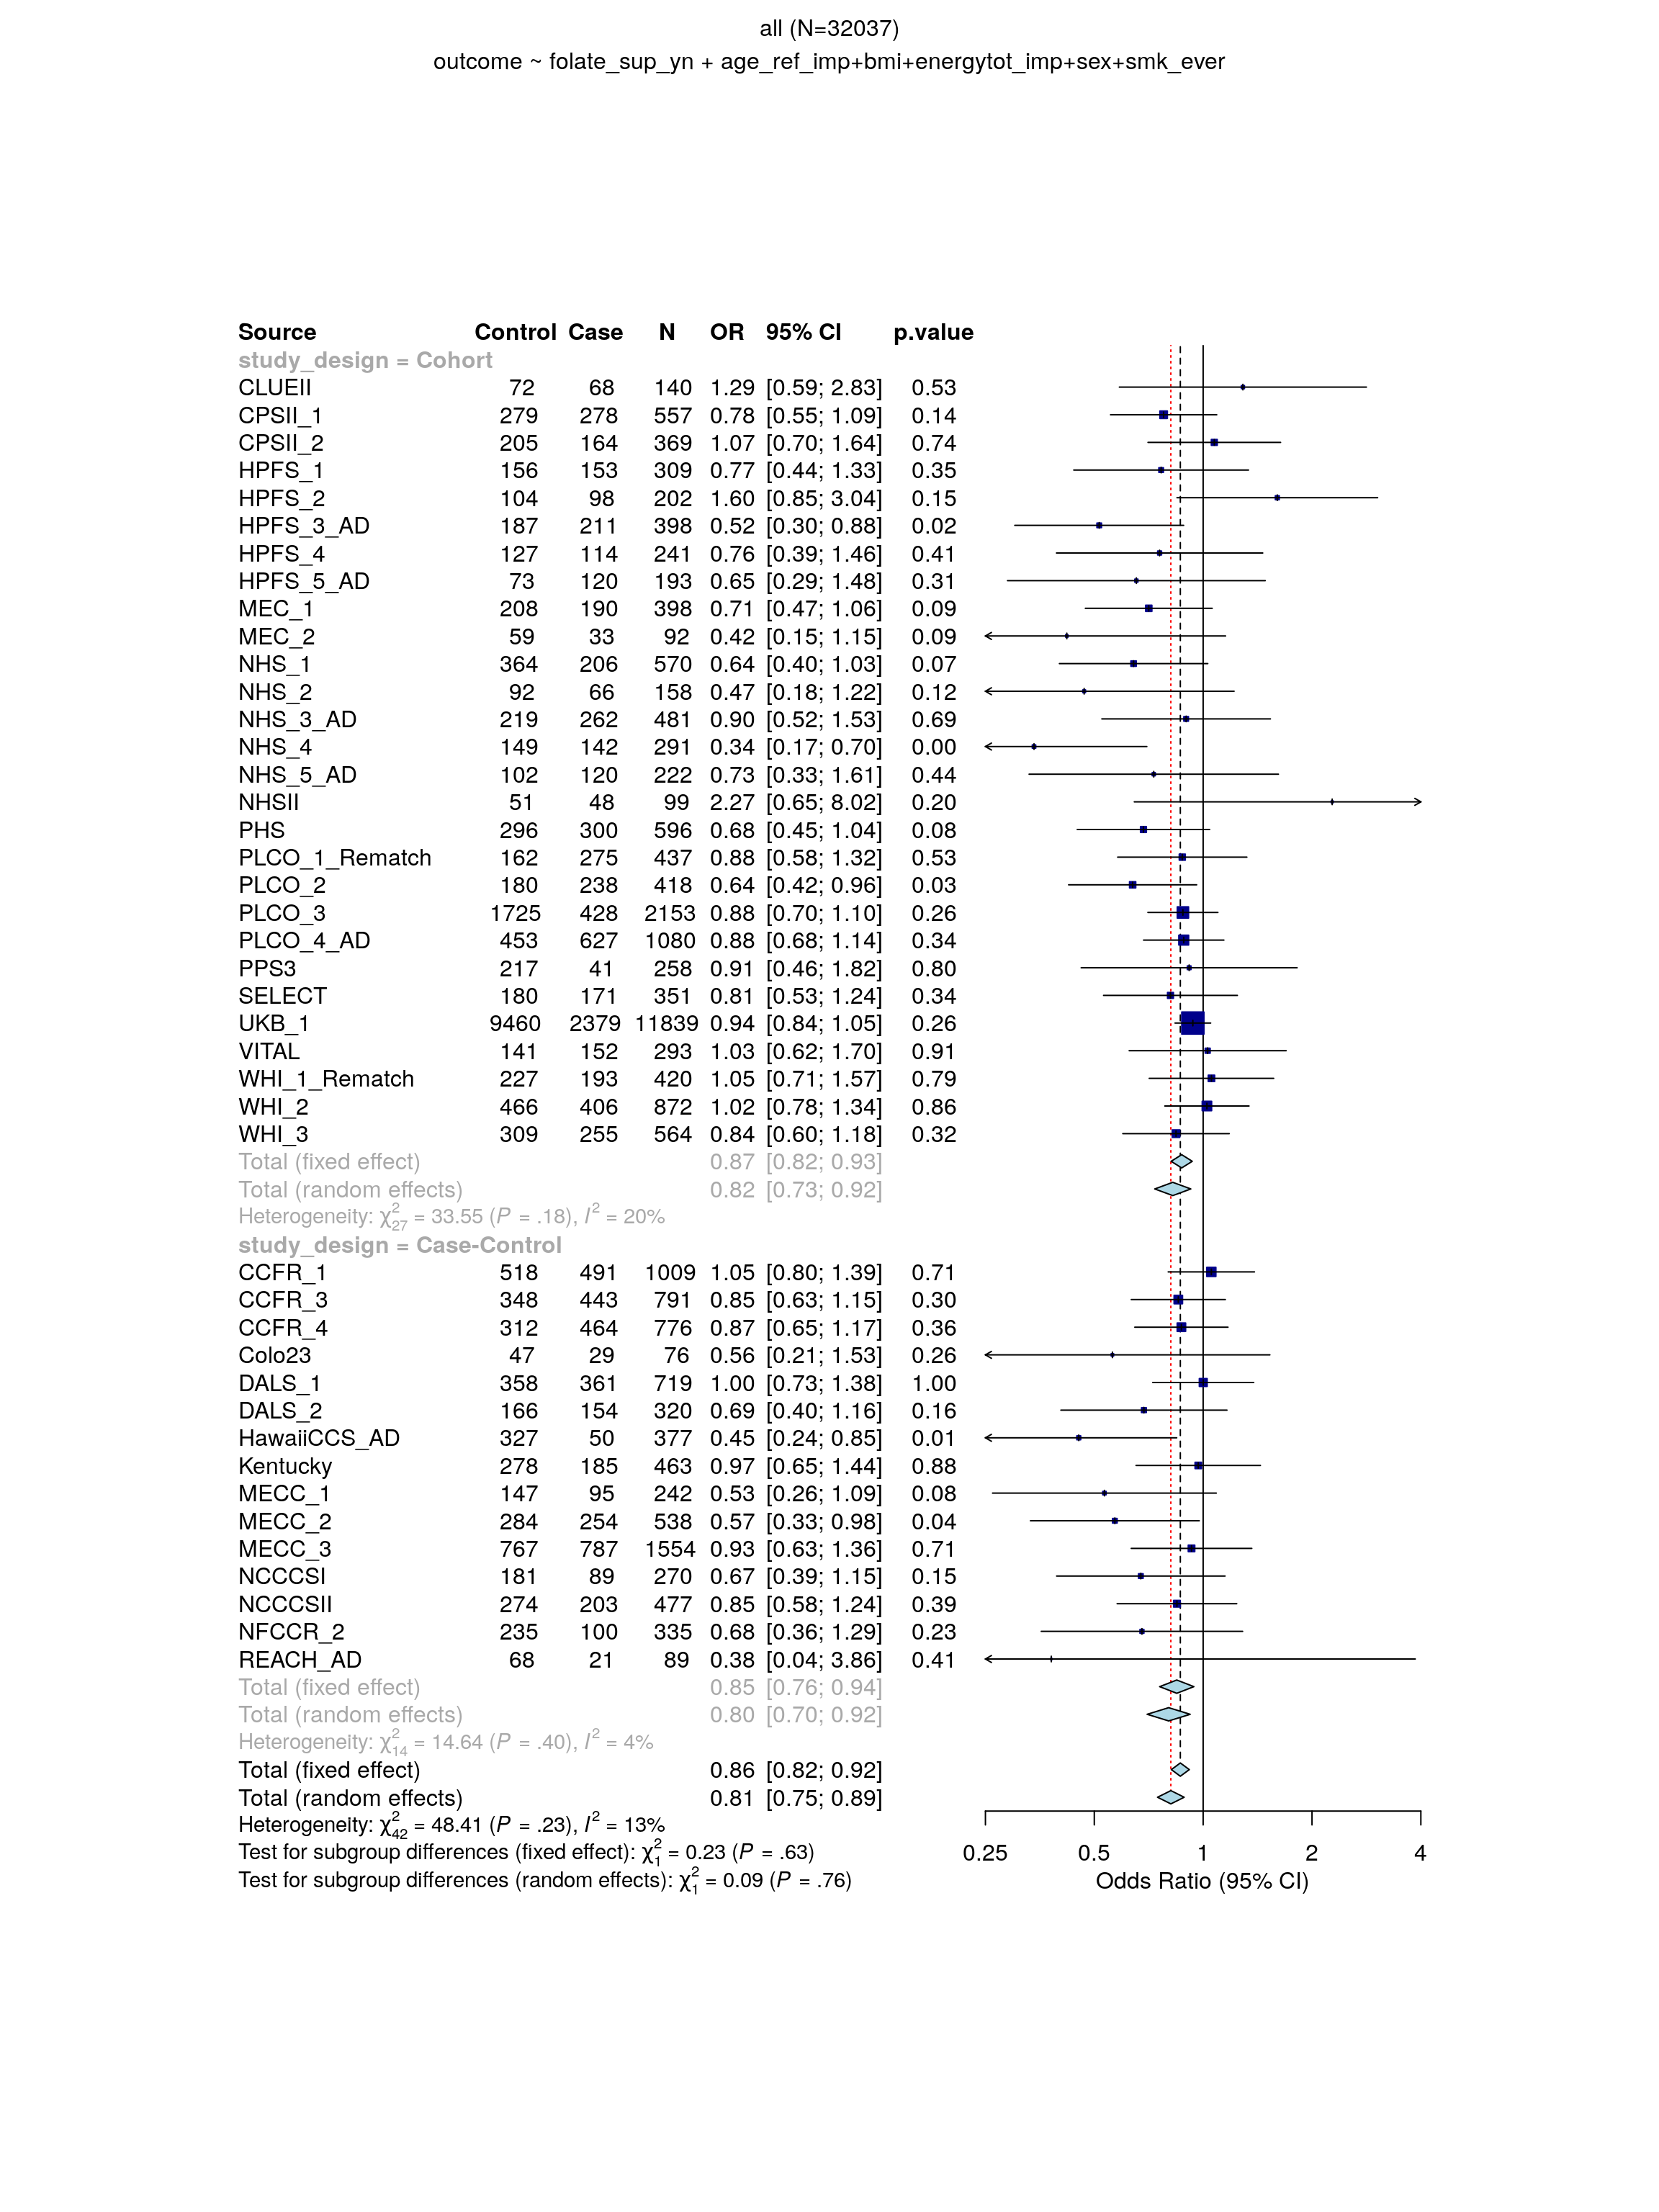 all (N=32037)
outcome ~ folate_sup_yn + age_ref_imp+bmi+energytot_imp+sex+smk_ever
Source Control Case N OR 95% CI p.value
study_design = Cohort
CLUEII 72 68 140 1.29 [0.59; 2.83] 0.53
CPSII_1 279 278 557 0.78 [0.55; 1.09] 0.14
CPSII_2 205 164 369 1.07 [0.70; 1.64] 0.74
HPFS_1 156 153 309 0.77 [0.44; 1.33] 0.35
HPFS_2 104 98 202 1.60 [0.85; 3.04] 0.15
HPFS_3_AD 187 211 398 0.52 [0.30; 0.88] 0.02
HPFS_4 127 114 241 0.76 [0.39; 1.46] 0.41
HPFS_5_AD 73 120 193 0.65 [0.29; 1.48] 0.31
MEC_1 208 190 398 0.71 [0.47; 1.06] 0.09
MEC_2 59 33 92 0.42 [0.15; 1.15] 0.09
NHS_1 364 206 570 0.64 [0.40; 1.03] 0.07
NHS_2 92 66 158 0.47 [0.18; 1.22] 0.12
NHS_3_AD 219 262 481 0.90 [0.52; 1.53] 0.69
NHS_4 149 142 291 0.34 [0.17; 0.70] 0.00
NHS_5_AD 102 120 222 0.73 [0.33; 1.61] 0.44
NHSII 51 48 99 2.27 [0.65; 8.02] 0.20
PHS 296 300 596 0.68 [0.45; 1.04] 0.08
PLCO_1_Rematch 162 275 437 0.88 [0.58; 1.32] 0.53
PLCO_2 180 238 418 0.64 [0.42; 0.96] 0.03
PLCO_3 1725 428 2153 0.88 [0.70; 1.10] 0.26
PLCO_4_AD 453 627 1080 0.88 [0.68; 1.14] 0.34
PPS3 217 41 258 0.91 [0.46; 1.82] 0.80
SELECT 180 171 351 0.81 [0.53; 1.24] 0.34
UKB_1 9460 2379 11839 0.94 [0.84; 1.05] 0.26
VITAL 141 152 293 1.03 [0.62; 1.70] 0.91
WHI_1_Rematch 227 193 420 1.05 [0.71; 1.57] 0.79
WHI_2 466 406 872 1.02 [0.78; 1.34] 0.86
WHI_3 309 255 564 0.84 [0.60; 1.18] 0.32
Total (fixed effect) 0.87 [0.82; 0.93]
Total (random effects) 0.82 [0.73; 0.92]
Heterogeneity: χ²₂₇ = 33.55 (P = .18), I² = 20%
study_design = Case-Control
CCFR_1 518 491 1009 1.05 [0.80; 1.39] 0.71
CCFR_3 348 443 791 0.85 [0.63; 1.15] 0.30
CCFR_4 312 464 776 0.87 [0.65; 1.17] 0.36
Colo23 47 29 76 0.56 [0.21; 1.53] 0.26
DALS_1 358 361 719 1.00 [0.73; 1.38] 1.00
DALS_2 166 154 320 0.69 [0.40; 1.16] 0.16
HawaiiCCS_AD 327 50 377 0.45 [0.24; 0.85] 0.01
Kentucky 278 185 463 0.97 [0.65; 1.44] 0.88
MECC_1 147 95 242 0.53 [0.26; 1.09] 0.08
MECC_2 284 254 538 0.57 [0.33; 0.98] 0.04
MECC_3 767 787 1554 0.93 [0.63; 1.36] 0.71
NCCCSI 181 89 270 0.67 [0.39; 1.15] 0.15
NCCCSII 274 203 477 0.85 [0.58; 1.24] 0.39
NFCCR_2 235 100 335 0.68 [0.36; 1.29] 0.23
REACH_AD 68 21 89 0.38 [0.04; 3.86] 0.41
Total (fixed effect) 0.85 [0.76; 0.94]
Total (random effects) 0.80 [0.70; 0.92]
Heterogeneity: χ²₁₄ = 14.64 (P = .40), I² = 4%
Total (fixed effect) 0.86 [0.82; 0.92]
Total (random effects) 0.81 [0.75; 0.89]
Heterogeneity: χ²₄₂ = 48.41 (P = .23), I² = 13%
Test for subgroup differences (fixed effect): χ²₁ = 0.23 (P = .63)
Test for subgroup differences (random effects): χ²₁ = 0.09 (P = .76)
0.25 0.5 1 2 4
Odds Ratio (95% CI)